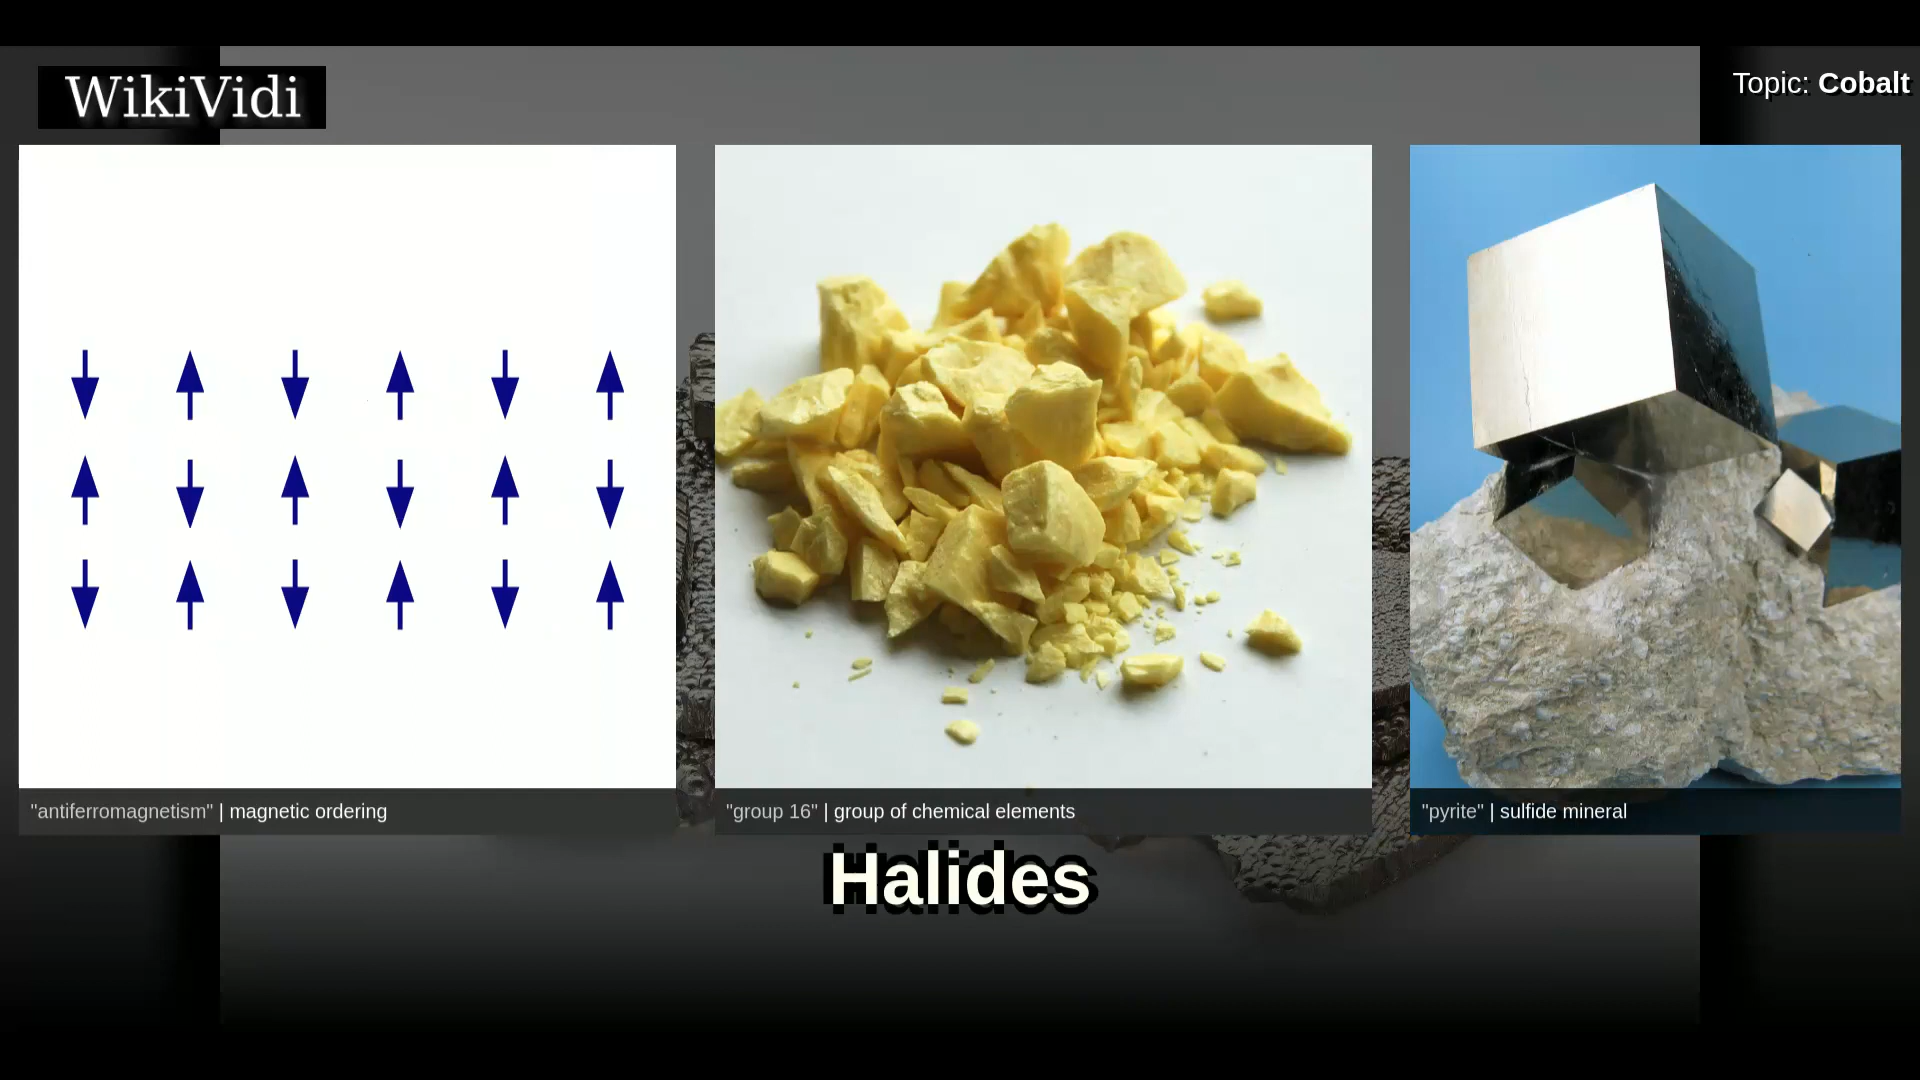 WikiVidi
Topic: Cobalt
"antiferromagnetism" | magnetic ordering
"group 16" | group of chemical elements
"pyrite" | sulfide mineral
Halides